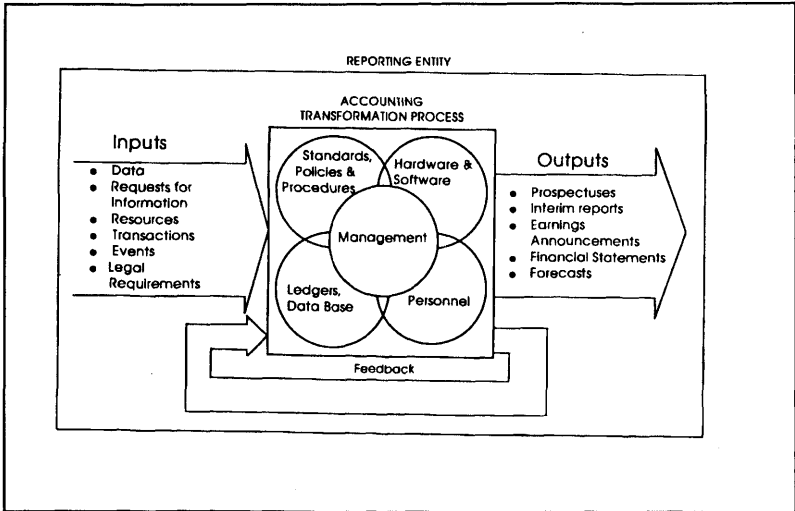 REPORTING ENTITY
ACCOUNTING
TRANSFORMATION PROCESS
Inputs
● Data
● Requests for
Information
● Resources
● Transactions
● Events
● Legal
Requirements
Standards,
Policies &
Procedures
Hardware &
Software
Management
Ledgers,
Data Base
Personnel
Outputs
● Prospectuses
● Interim reports
● Earnings
Announcements
● Financial Statements
● Forecasts
Feedback